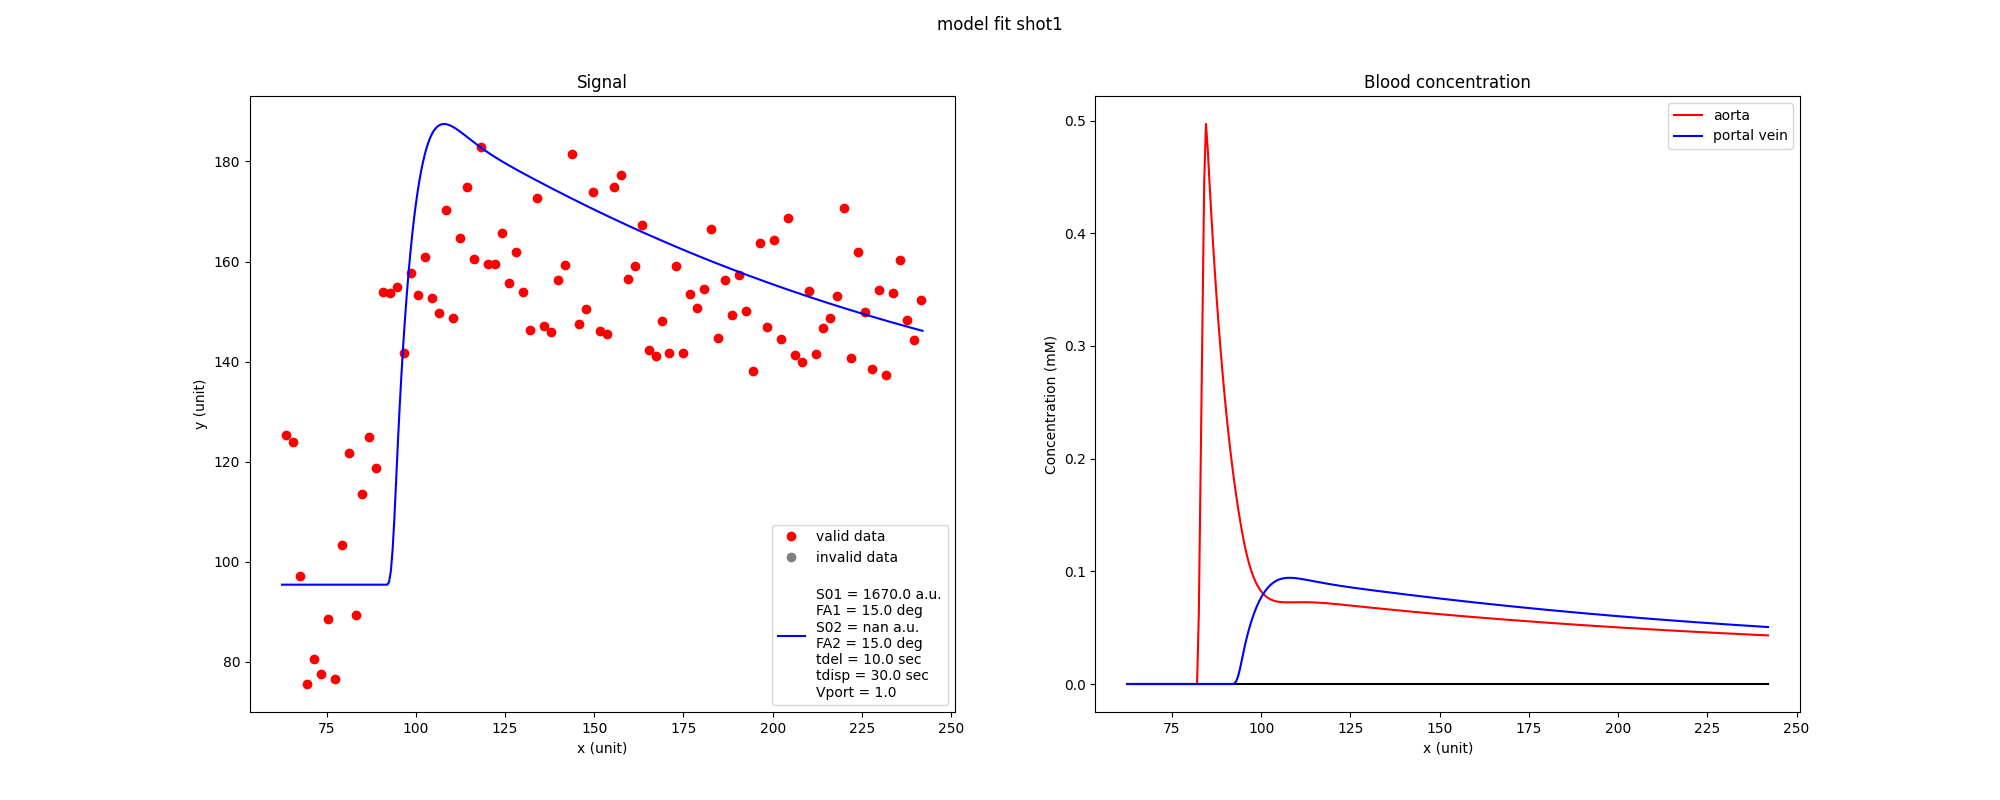 model fit shot1
Signal
y (unit)
180
160
140
120
100
80
75
100
125
150
175
200
225
250
x (unit)
valid data
invalid data
S01 = 1670.0 a.u.
FA1 = 15.0 deg
S02 = nan a.u.
FA2 = 15.0 deg
tdel = 10.0 sec
tdisp = 30.0 sec
Vport = 1.0
Blood concentration
Concentration (mM)
0.5
0.4
0.3
0.2
0.1
0.0
75
100
125
150
175
200
225
250
x (unit)
aorta
portal vein